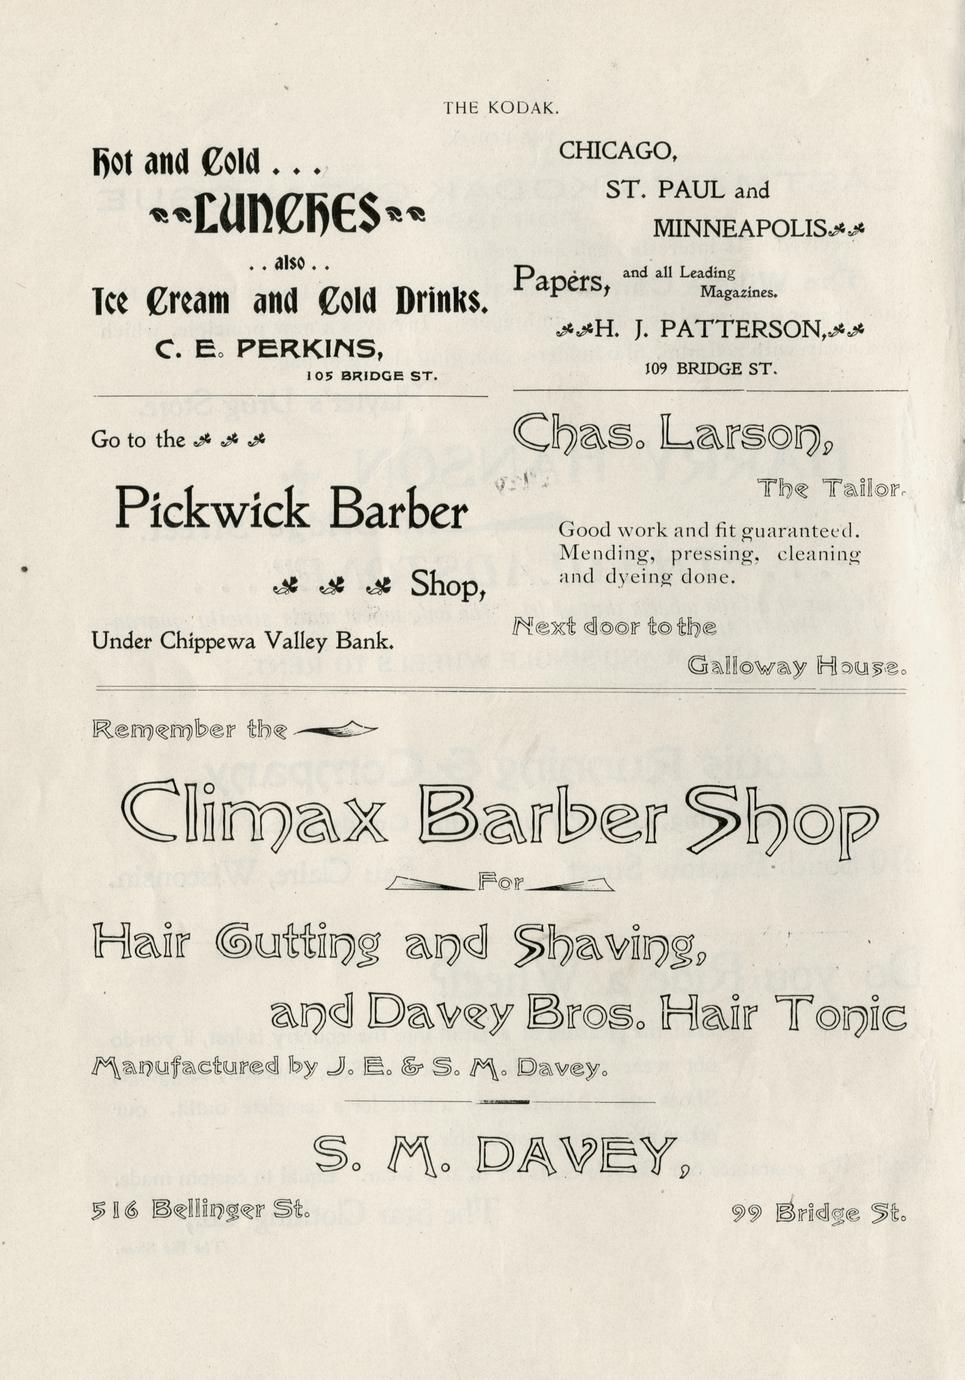 THE KODAK.
Hot and Cold . . .
LUNCHES
. . also . .
Ice Cream and Cold Drinks.
C. E. PERKINS,
105 BRIDGE ST.
CHICAGO,
ST. PAUL and
MINNEAPOLIS
Papers, and all Leading
Magazines.
H. J. PATTERSON,
109 BRIDGE ST.
Go to the
Pickwick Barber
Shop,
Under Chippewa Valley Bank.
Chas. Larson,
The Tailor.
Good work and fit guaranteed.
Mending, pressing, cleaning
and dyeing done.
Next door to the
Galloway House.
Remember the
Climax Barber Shop
For
Hair Cutting and Shaving,
and Davey Bros. Hair Tonic
Manufactured by J. E. & S. M. Davey.
S. M. DAVEY,
516 Bellinger St. 99 Bridge St.